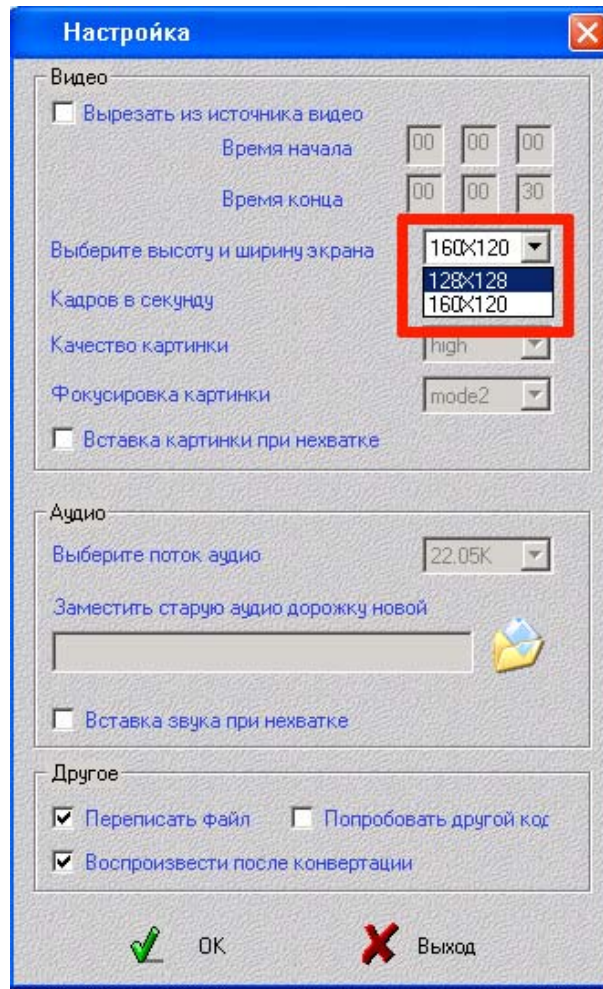 Настройка
Видео
Вырезать из источника видео
Время начала 00 00 00
Время конца 00 00 30
Выберите высоту и ширину экрана 160X120
128X128
Кадров в секунду 160X120
Качество картинки high
Фокусировка картинки mode2
Вставка картинки при нехватке
Аудио
Выберите поток аудио 22.05K
Заместить старую аудио дорожку новой
Вставка звука при нехватке
Другое
Переписать файл Попробовать другой код
Воспроизвести после конвертации
OK Выход